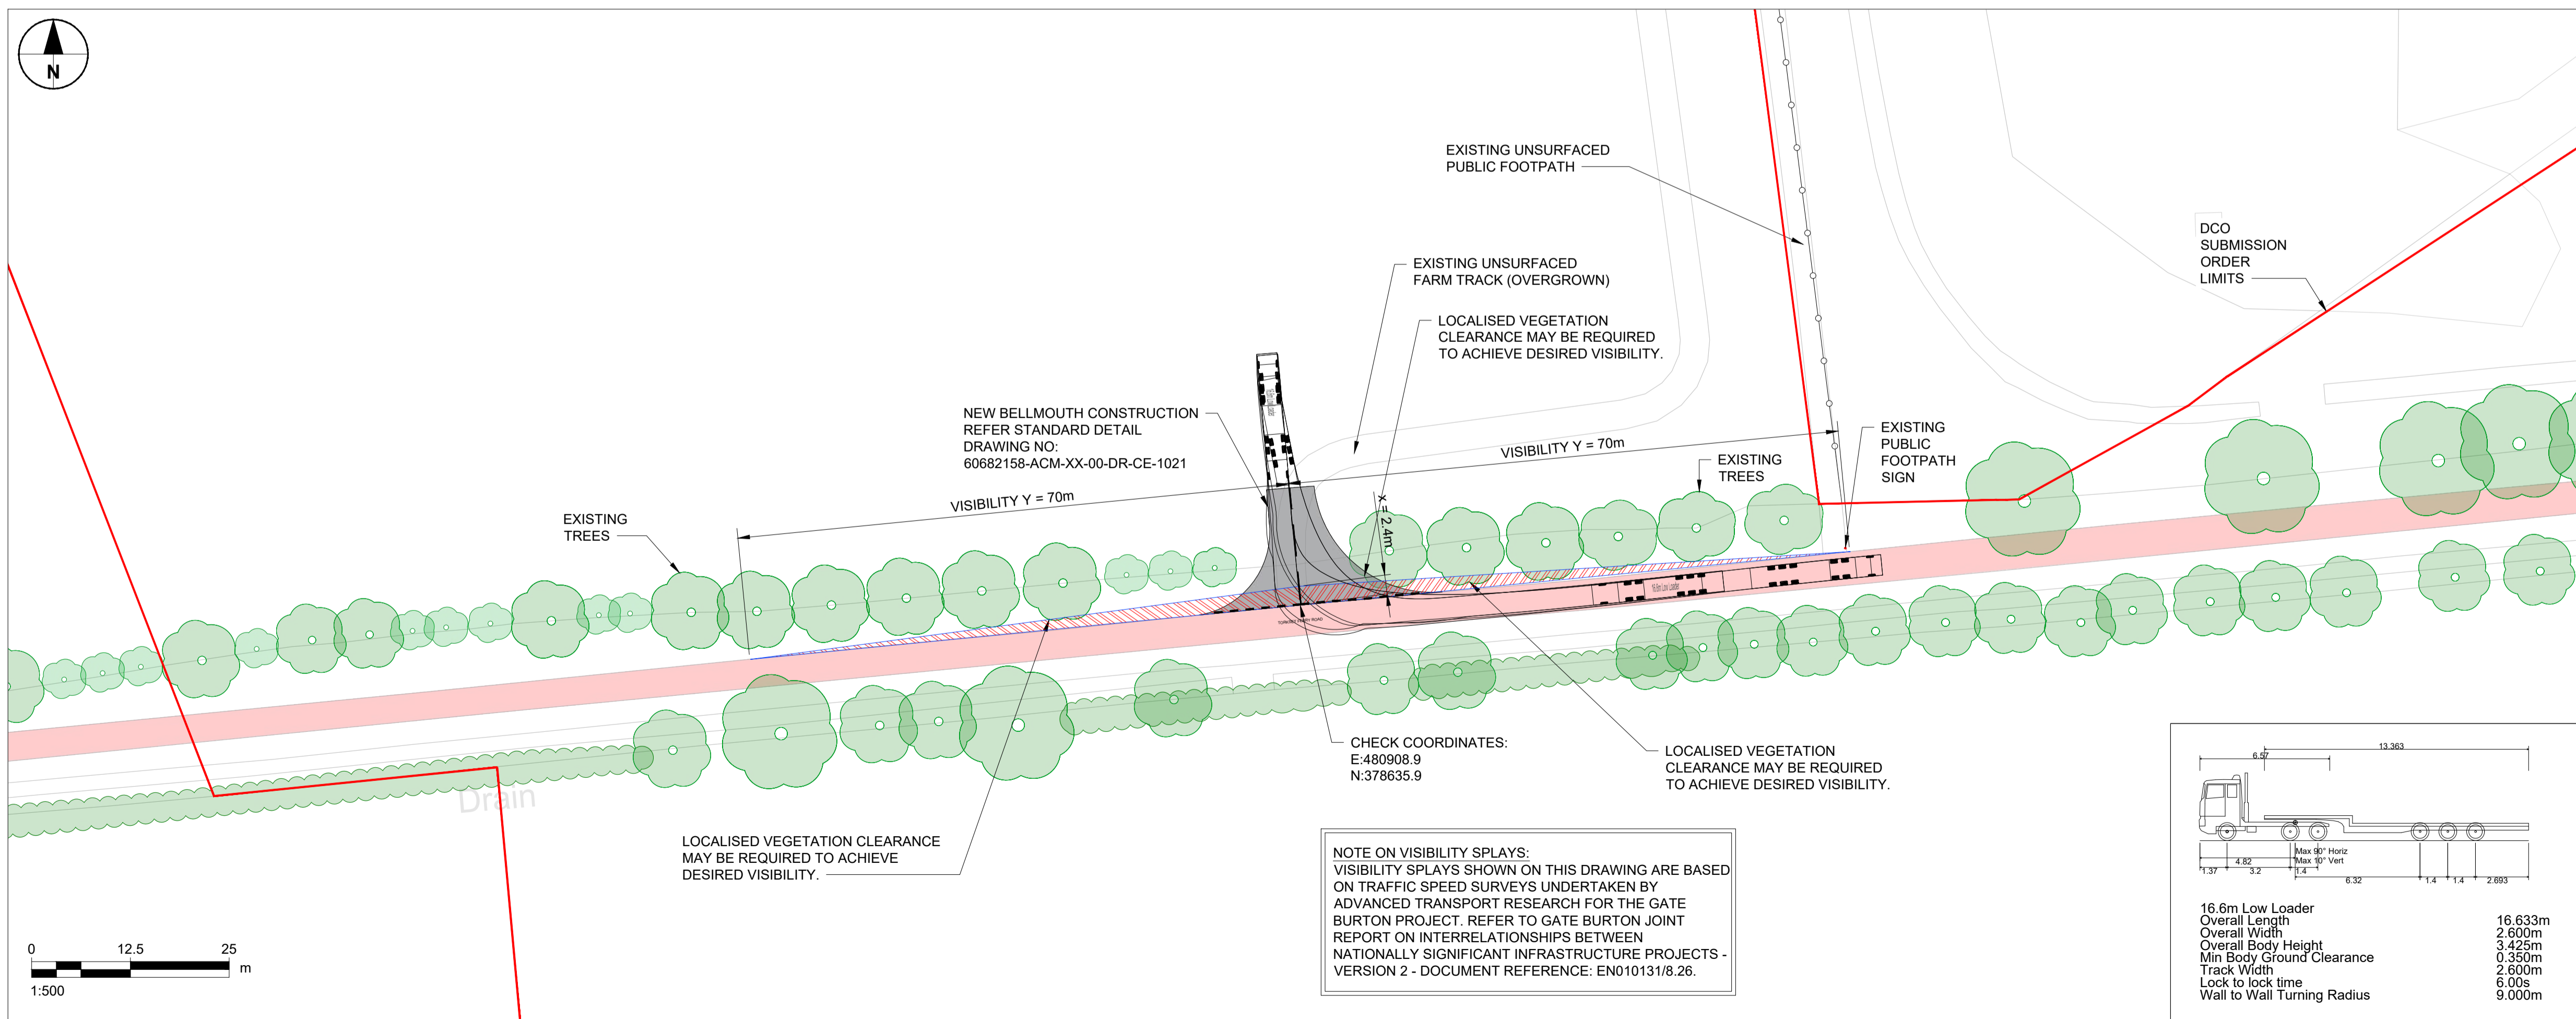 N
EXISTING UNSURFACED
PUBLIC FOOTPATH
DCO
SUBMISSION
ORDER
LIMITS
EXISTING UNSURFACED
FARM TRACK (OVERGROWN)
LOCALISED VEGETATION
CLEARANCE MAY BE REQUIRED
TO ACHIEVE DESIRED VISIBILITY.
NEW BELLMOUTH CONSTRUCTION
REFER STANDARD DETAIL
DRAWING NO:
60682158-ACM-XX-00-DR-CE-1021
VISIBILITY Y = 70m
VISIBILITY Y = 70m
x = 2.4m
EXISTING
TREES
EXISTING
PUBLIC
FOOTPATH
SIGN
EXISTING
TREES
16.6m Low Loader
CHECK COORDINATES:
E:480908.9
N:378635.9
LOCALISED VEGETATION
CLEARANCE MAY BE REQUIRED
TO ACHIEVE DESIRED VISIBILITY.
Drain
LOCALISED VEGETATION CLEARANCE
MAY BE REQUIRED TO ACHIEVE
DESIRED VISIBILITY.
NOTE ON VISIBILITY SPLAYS:
VISIBILITY SPLAYS SHOWN ON THIS DRAWING ARE BASED
ON TRAFFIC SPEED SURVEYS UNDERTAKEN BY
ADVANCED TRANSPORT RESEARCH FOR THE GATE
BURTON PROJECT. REFER TO GATE BURTON JOINT
REPORT ON INTERRELATIONSHIPS BETWEEN
NATIONALLY SIGNIFICANT INFRASTRUCTURE PROJECTS -
VERSION 2 - DOCUMENT REFERENCE: EN010131/8.26.
0 12.5 25
m
1:500
13.363
6.57
Max 90° Horiz
Max 10° Vert
4.82
1.37 3.2 1.4
6.32 1.4 1.4 2.693
16.6m Low Loader
Overall Length 16.633m
Overall Width 2.600m
Overall Body Height 3.425m
Min Body Ground Clearance 0.350m
Track Width 2.600m
Lock to lock time 6.00s
Wall to Wall Turning Radius 9.000m